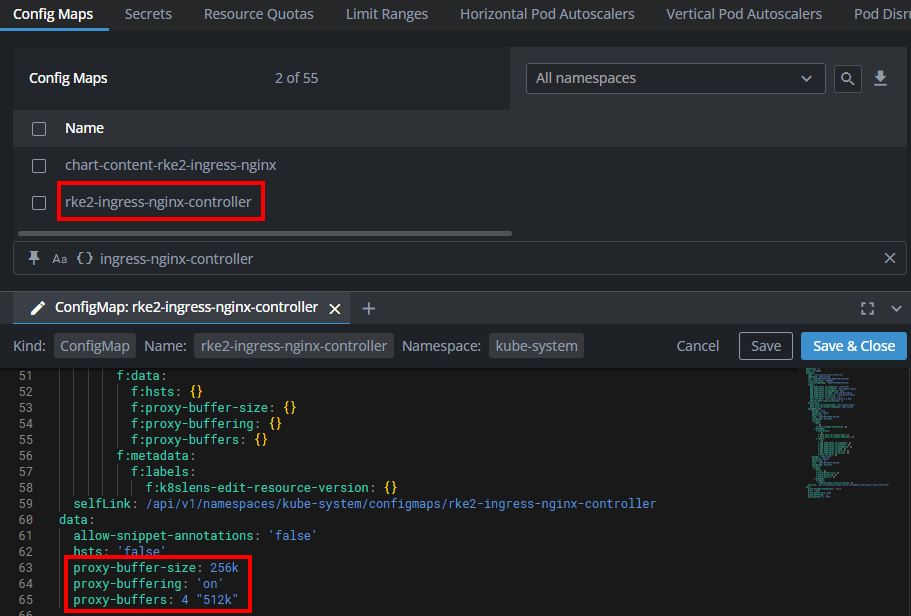 Config Maps Secrets Resource Quotas Limit Ranges Horizontal Pod Autoscalers Vertical Pod Autoscalers Pod
Config Maps 2 of 55 All namespaces
Name
chart-content-rke2-ingress-nginx
rke2-ingress-nginx-controller
Aa {} ingress-nginx-controller
ConfigMap: rke2-ingress-nginx-controller
Kind: ConfigMap Name: rke2-ingress-nginx-controller Namespace: kube-system Cancel Save Save & Close
51 f:data:
52 f:hsts: {}
53 f:proxy-buffer-size: {}
54 f:proxy-buffering: {}
55 f:proxy-buffers: {}
56 f:metadata:
57 f:labels:
58 f:k8slens-edit-resource-version: {}
59 selfLink: /api/v1/namespaces/kube-system/configmaps/rke2-ingress-nginx-controller
60 data:
61 allow-snippet-annotations: 'false'
62 hsts: 'false'
63 proxy-buffer-size: 256k
64 proxy-buffering: 'on'
65 proxy-buffers: 4 "512k"
66